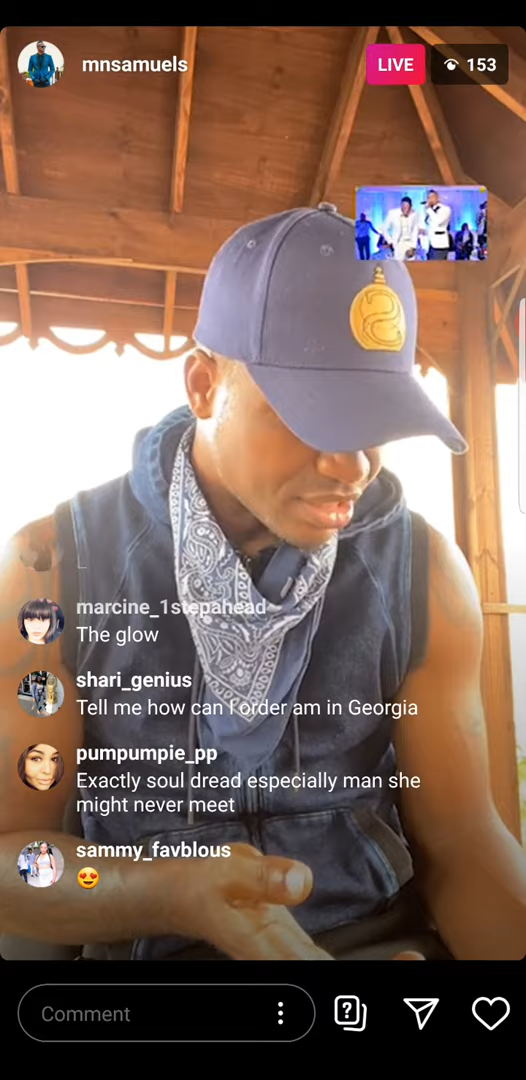 mnsamuels
LIVE
153
S
marcine_1stepahead
The glow
shari_genius
Tell me how can I order am in Georgia
pumpumpie_pp
Exactly soul dread especially man she
might never meet
sammy_favblous
😍
Comment